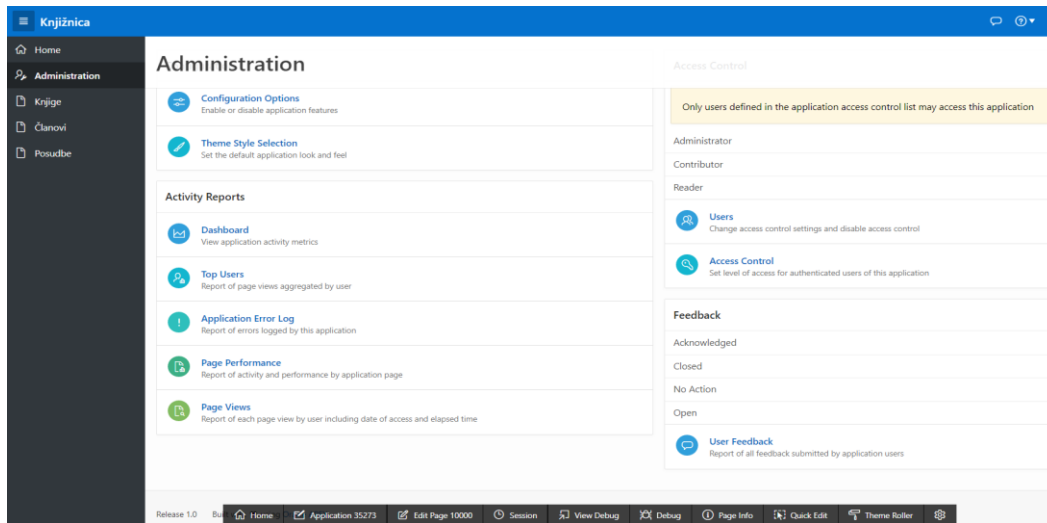 Knjižnica
Home
Administration
Knjige
Članovi
Posudbe
Administration
Configuration Options
Enable or disable application features
Theme Style Selection
Set the default application look and feel
Activity Reports
Dashboard
View application activity metrics
Top Users
Report of page views aggregated by user
Application Error Log
Report of errors logged by this application
Page Performance
Report of activity and performance by application page
Page Views
Report of each page view by user including date of access and elapsed time
Access Control
Only users defined in the application access control list may access this application
Administrator
Contributor
Reader
Users
Change access control settings and disable access control
Access Control
Set level of access for authenticated users of this application
Feedback
Acknowledged
Closed
No Action
Open
User Feedback
Report of all feedback submitted by application users
Release 1.0
Home
Application 35273
Edit Page 10000
Session
View Debug
Debug
Page Info
Quick Edit
Theme Roller